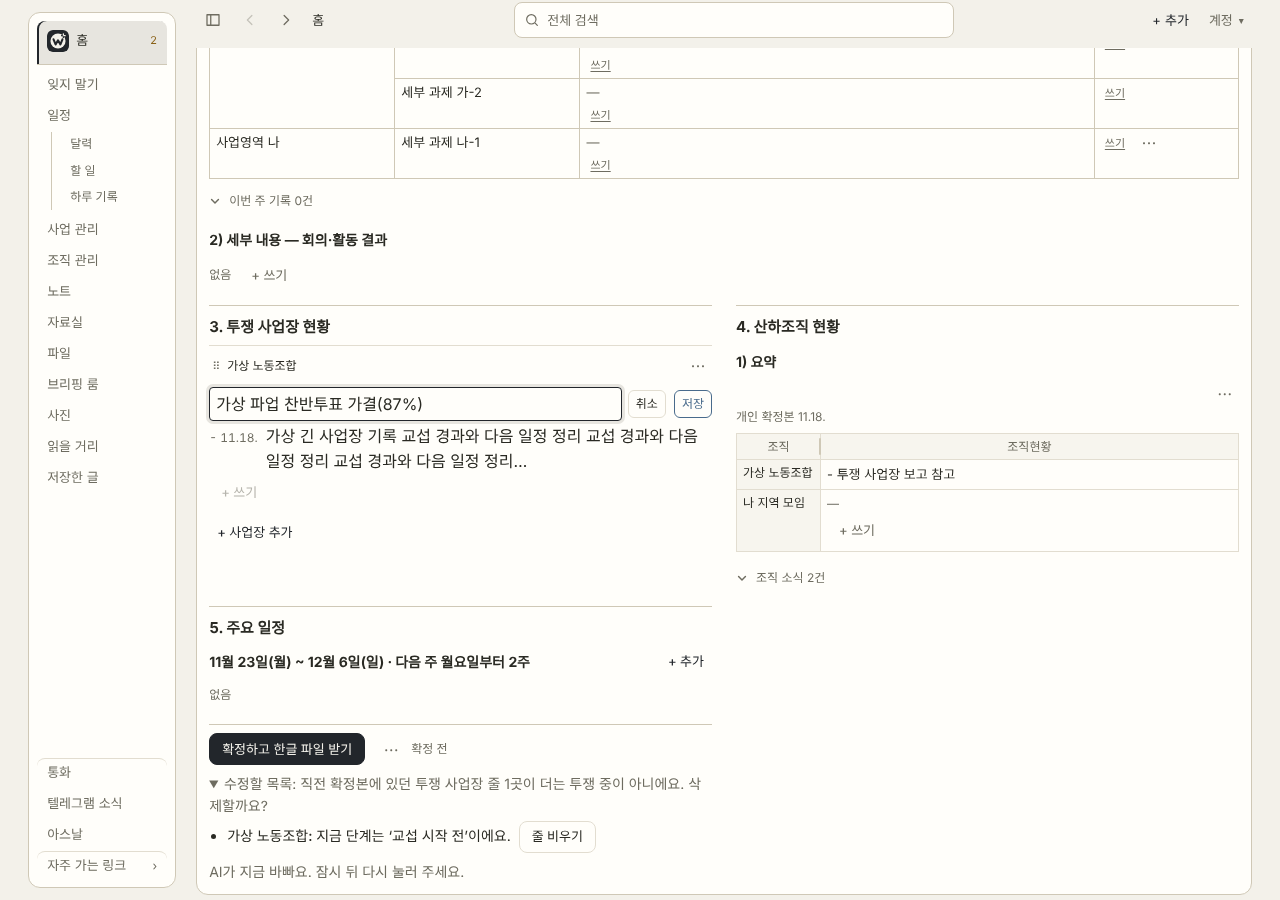 홈 2
잊지 말기
일정
달력
할 일
하루 기록
사업 관리
조직 관리
노트
자료실
파일
브리핑 룸
사진
읽을 거리
저장한 글
통화
텔레그램 소식
아스날
자주 가는 링크 ›
홈
전체 검색
+ 추가
계정 ▼
쓰기
세부 과제 가-2
—
쓰기
쓰기
사업영역 나
세부 과제 나-1
—
쓰기
쓰기 ⋯
이번 주 기록 0건
2) 세부 내용 — 회의·활동 결과
없음 + 쓰기
3. 투쟁 사업장 현황
가상 노동조합 ⋯
가상 파업 찬반투표 가결(87%)
취소
저장
- 11.18. 가상 긴 사업장 기록 교섭 경과와 다음 일정 정리 교섭 경과와 다음
일정 정리 교섭 경과와 다음 일정 정리...
+ 쓰기
+ 사업장 추가
4. 산하조직 현황
1) 요약
⋯
개인 확정본 11.18.
조직 조직현황
가상 노동조합 - 투쟁 사업장 보고 참고
나 지역 모임 —
+ 쓰기
조직 소식 2건
5. 주요 일정
11월 23일(월) ~ 12월 6일(일) · 다음 주 월요일부터 2주
+ 추가
없음
확정하고 한글 파일 받기 ⋯ 확정 전
▼ 수정할 목록: 직전 확정본에 있던 투쟁 사업장 줄 1곳이 더는 투쟁 중이 아니에요. 삭
제할까요?
• 가상 노동조합: 지금 단계는 ‘교섭 시작 전’이에요. 줄 비우기
AI가 지금 바빠요. 잠시 뒤 다시 눌러 주세요.